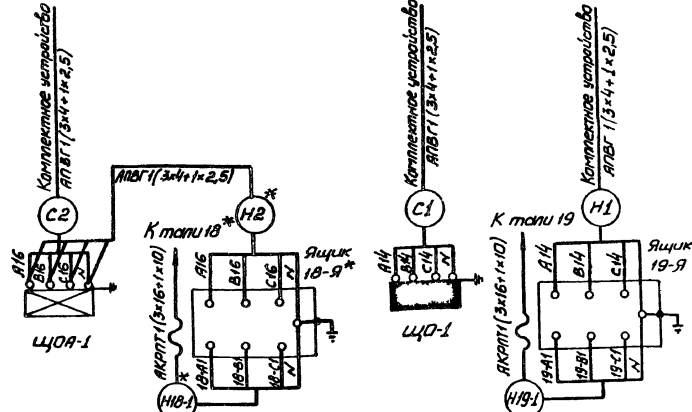 Комплектное устройство
АПВГ1(3×4+1×2,5)
C2
A16
B16
C16
N
ЩОА-1
АПВГ1(3×4+1×2,5)
H2
*
К тали 18*
АКРПТ1(3×16+1×10)
*
H18-1
A16
B16
C16
N
Ящик
18-Я*
18-A1
18-B1
18-C1
N
Комплектное устройство
АПВГ1(3×4+1×2,5)
C1
A14
B14
C14
N
ЩО-1
Комплектное устройство
АПВГ1(3×4+1×2,5)
H1
К тали 19
АКРПТ1(3×16+1×10)
H19-1
A14
B14
C14
N
Ящик
19-Я
19-A1
19-B1
19-C1
N